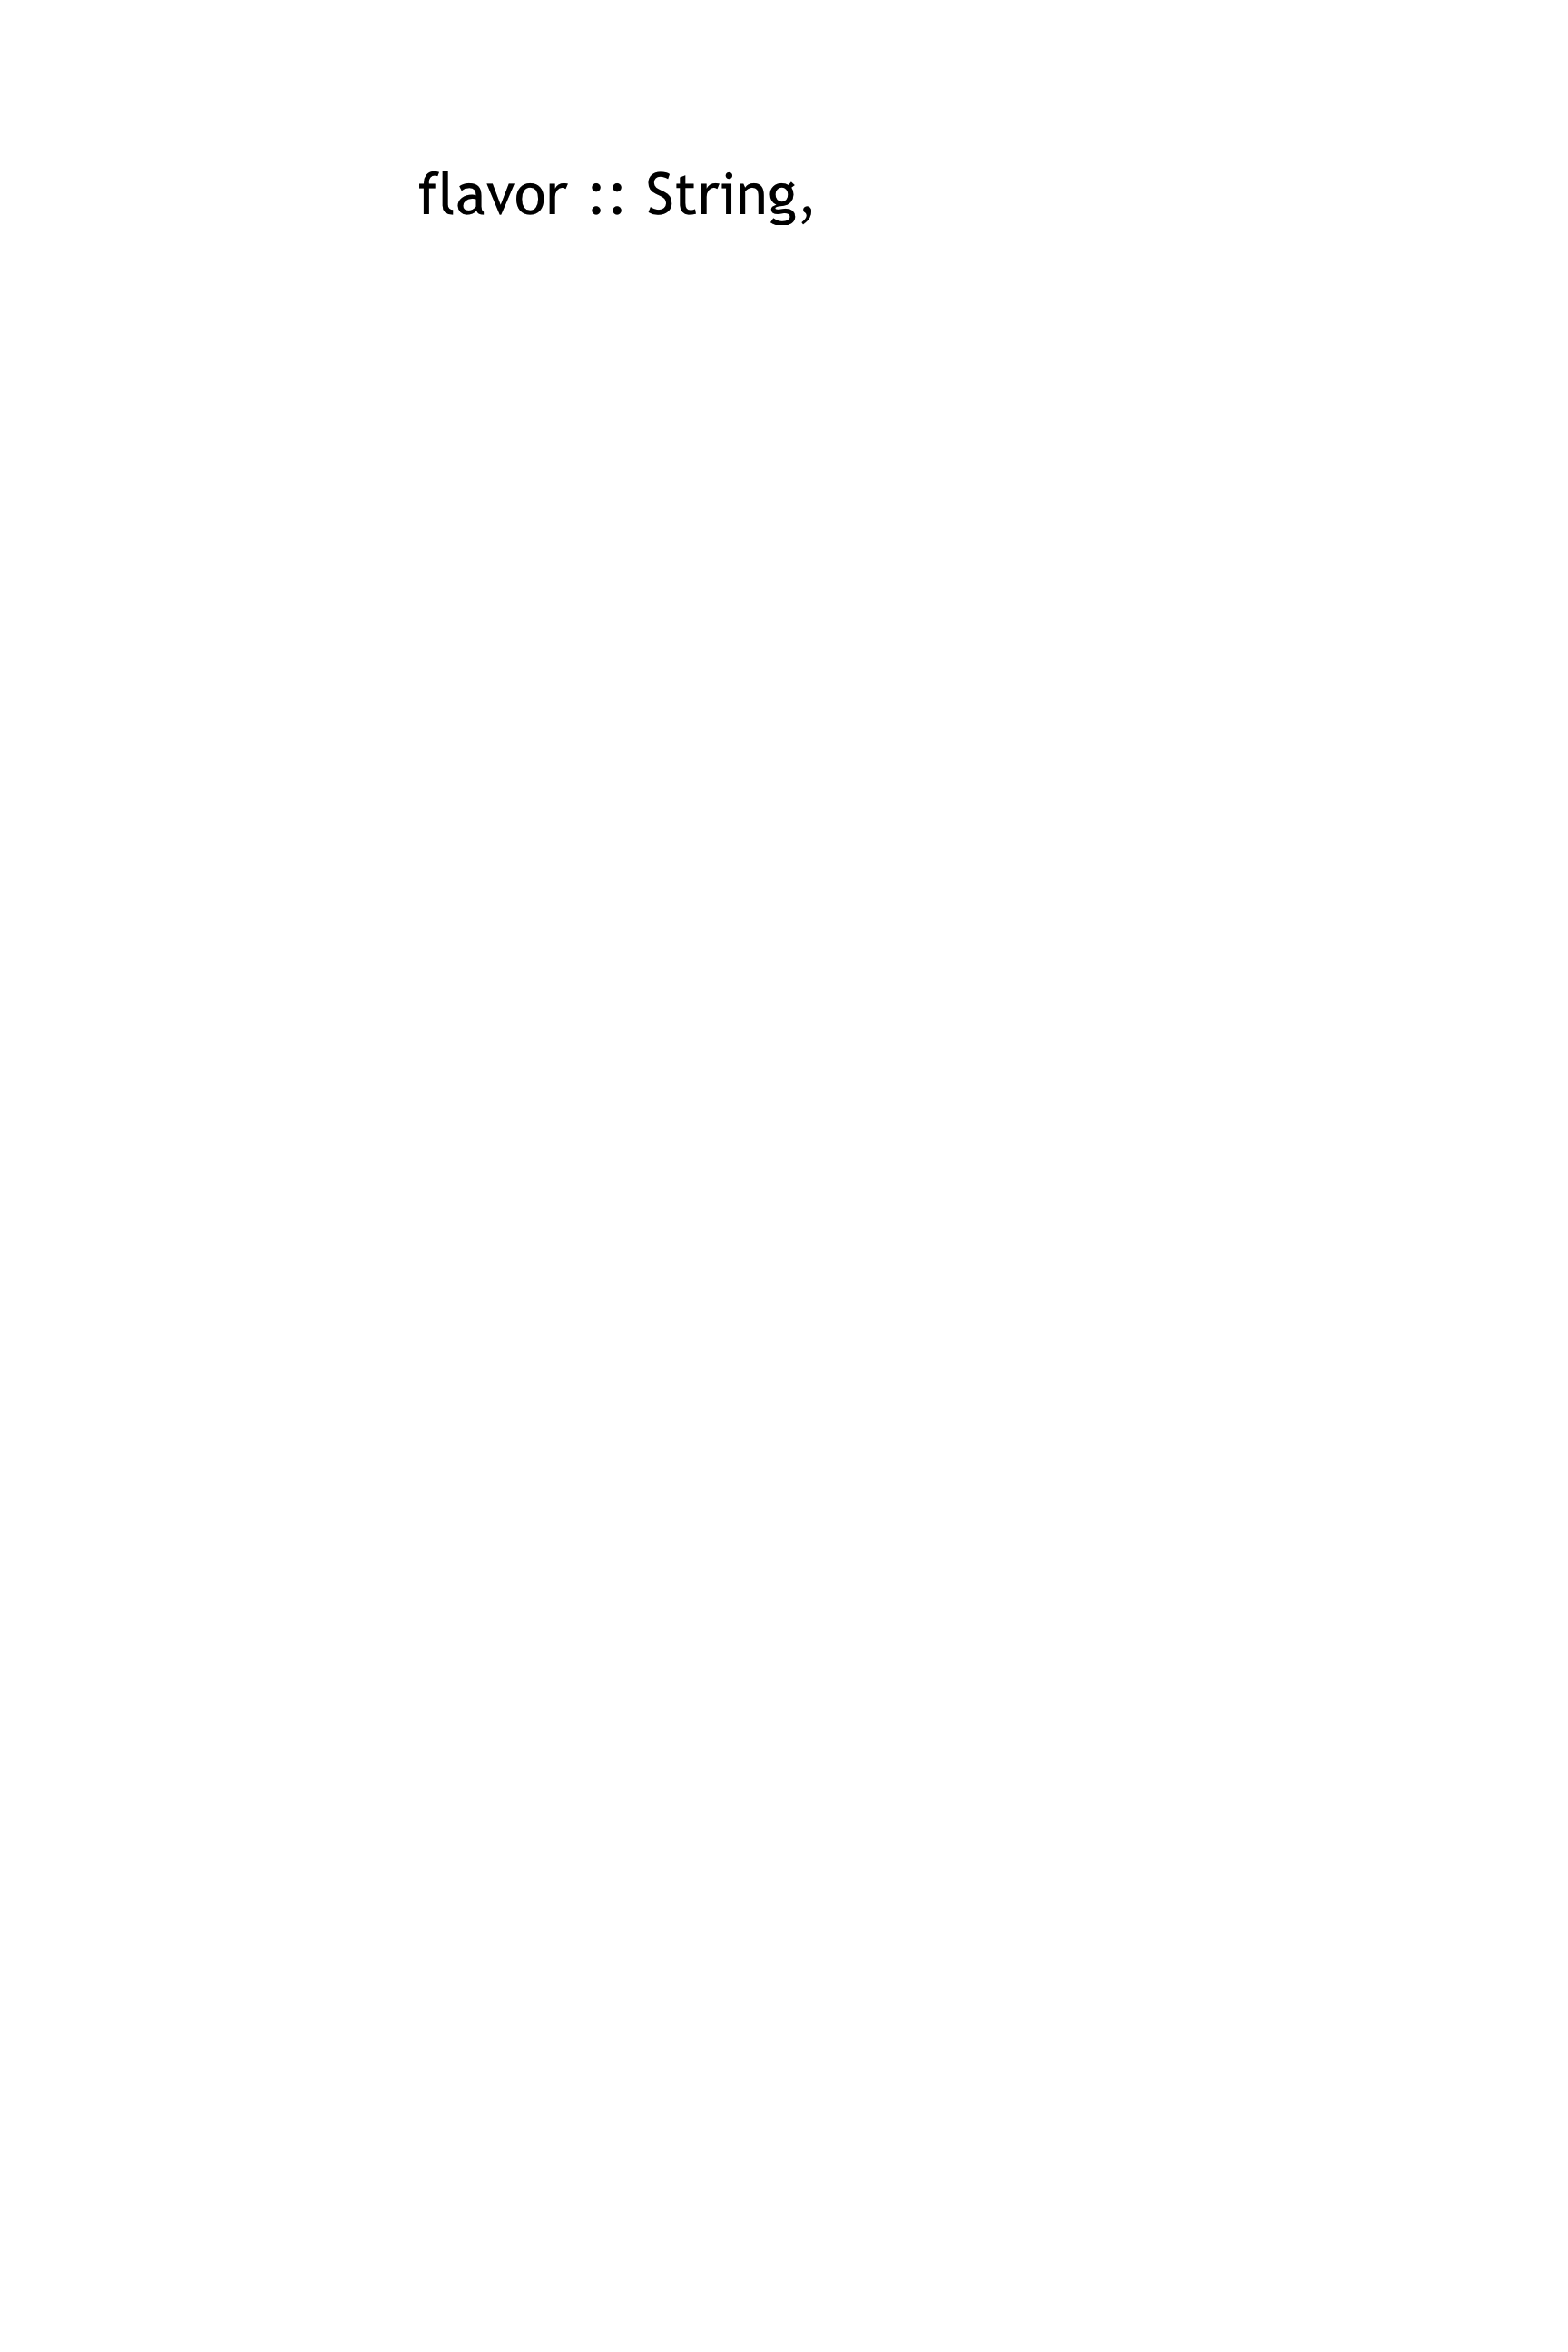 flavor :: String,